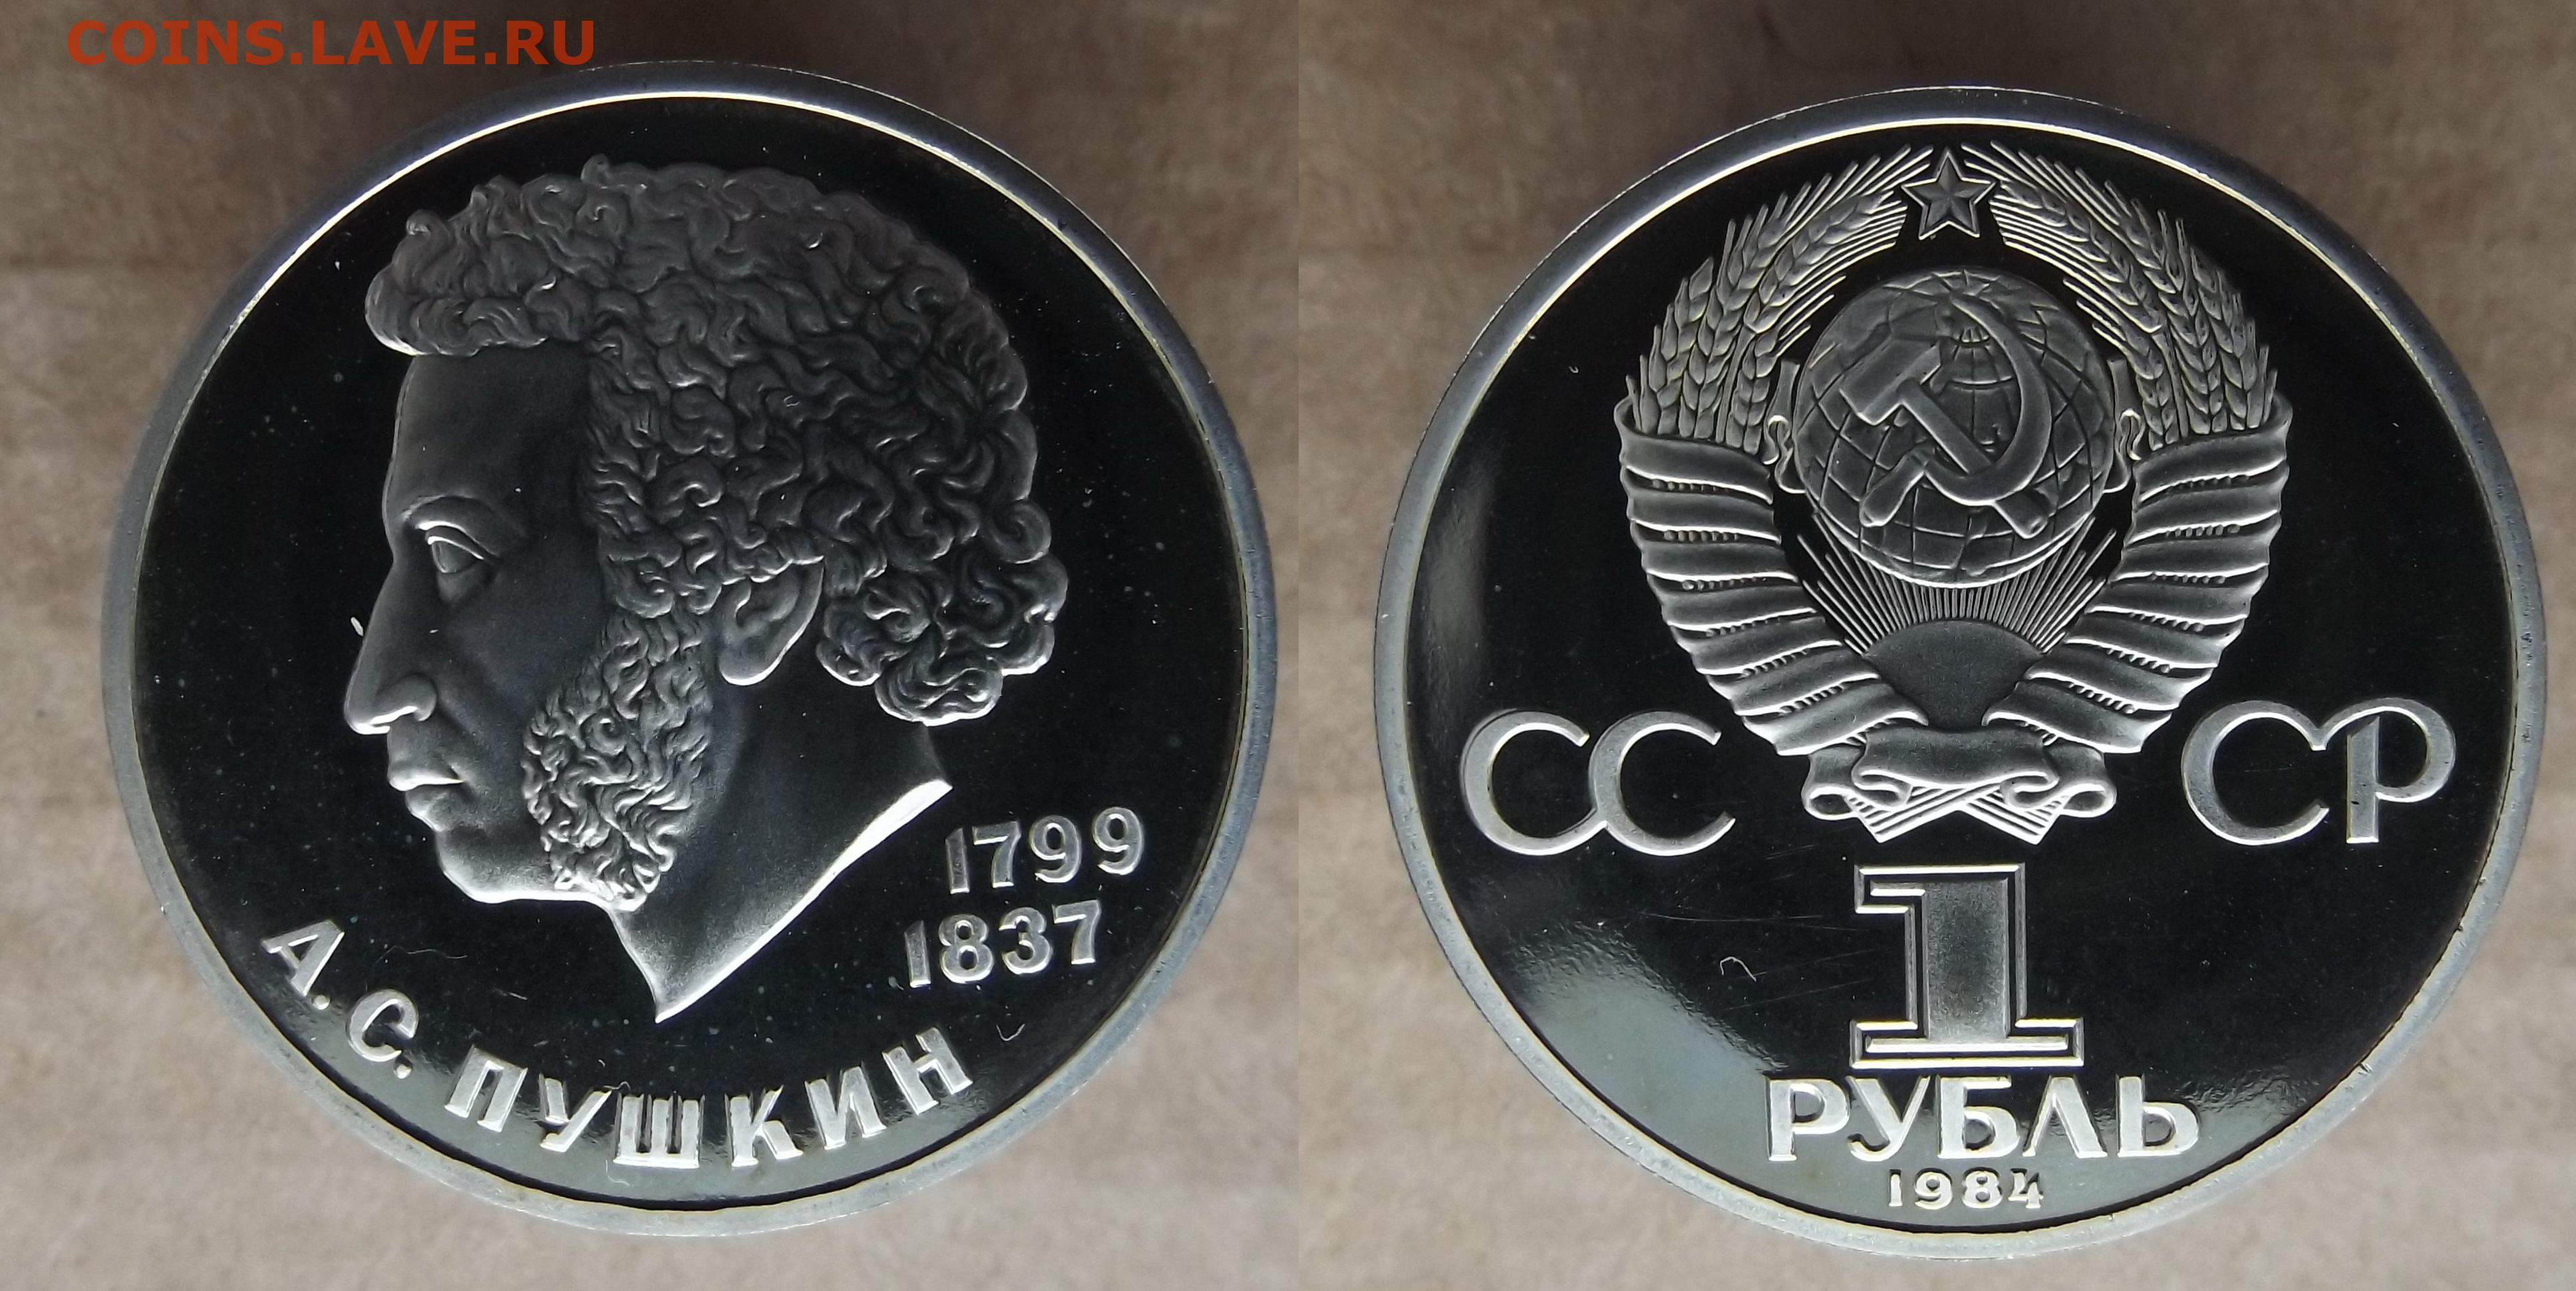 COINS.LAVE.RU
1799
1837
А.С. ПУШКИН
СС СР
1
РУБЛЬ
1984